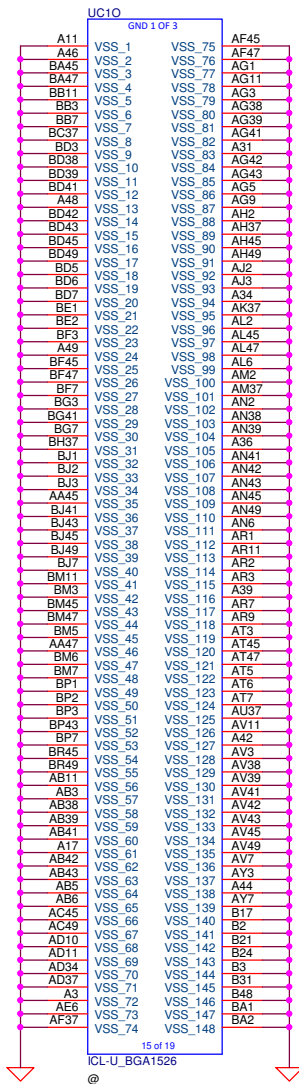 UC1O
GND 1 OF 3
A11 VSS_1 VSS_75 AF45
A46 VSS_2 VSS_76 AF47
BA45 VSS_3 VSS_77 AG1
BA47 VSS_4 VSS_78 AG11
BB11 VSS_5 VSS_79 AG3
BB3 VSS_6 VSS_80 AG38
BB7 VSS_7 VSS_81 AG39
BC37 VSS_8 VSS_82 AG41
BD3 VSS_9 VSS_83 A31
BD38 VSS_10 VSS_84 AG42
BD39 VSS_11 VSS_85 AG43
BD41 VSS_12 VSS_86 AG5
A48 VSS_13 VSS_87 AG9
BD42 VSS_14 VSS_88 AH2
BD43 VSS_15 VSS_89 AH37
BD45 VSS_16 VSS_90 AH45
BD49 VSS_17 VSS_91 AH49
BD5 VSS_18 VSS_92 AJ2
BD6 VSS_19 VSS_93 AJ3
BD7 VSS_20 VSS_94 A34
BE1 VSS_21 VSS_95 AK37
BE2 VSS_22 VSS_96 AL2
BF3 VSS_23 VSS_97 AL45
A49 VSS_24 VSS_98 AL47
BF45 VSS_25 VSS_99 AL6
BF47 VSS_26 VSS_100 AM2
BF7 VSS_27 VSS_101 AM37
BG3 VSS_28 VSS_102 AN2
BG41 VSS_29 VSS_103 AN38
BG7 VSS_30 VSS_104 AN39
BH37 VSS_31 VSS_105 A36
BJ1 VSS_32 VSS_106 AN41
BJ2 VSS_33 VSS_107 AN42
BJ3 VSS_34 VSS_108 AN43
AA45 VSS_35 VSS_109 AN45
BJ41 VSS_36 VSS_110 AN49
BJ43 VSS_37 VSS_111 AN6
BJ45 VSS_38 VSS_112 AR1
BJ49 VSS_39 VSS_113 AR11
BJ7 VSS_40 VSS_114 AR2
BM11 VSS_41 VSS_115 AR3
BM3 VSS_42 VSS_116 A39
BM45 VSS_43 VSS_117 AR7
BM47 VSS_44 VSS_118 AR9
BM5 VSS_45 VSS_119 AT3
AA47 VSS_46 VSS_120 AT45
BM6 VSS_47 VSS_121 AT47
BM7 VSS_48 VSS_122 AT5
BP1 VSS_49 VSS_123 AT6
BP2 VSS_50 VSS_124 AT7
BP3 VSS_51 VSS_125 AU37
BP43 VSS_52 VSS_126 AV11
BP7 VSS_53 VSS_127 A42
BR45 VSS_54 VSS_128 AV3
BR49 VSS_55 VSS_129 AV38
AB11 VSS_56 VSS_130 AV39
AB3 VSS_57 VSS_131 AV41
AB38 VSS_58 VSS_132 AV42
AB39 VSS_59 VSS_133 AV43
AB41 VSS_60 VSS_134 AV45
A17 VSS_61 VSS_135 AV49
AB42 VSS_62 VSS_136 AV7
AB43 VSS_63 VSS_137 AY3
AB5 VSS_64 VSS_138 A44
AB6 VSS_65 VSS_139 AY7
AC45 VSS_66 VSS_140 B17
AC49 VSS_67 VSS_141 B2
AD10 VSS_68 VSS_142 B21
AD11 VSS_69 VSS_143 B24
AD34 VSS_70 VSS_144 B3
AD37 VSS_71 VSS_145 B31
A3 VSS_72 VSS_146 B48
AE6 VSS_73 VSS_147 BA1
AF37 VSS_74 VSS_148 BA2
15 of 19
ICL-U_BGA1526
@